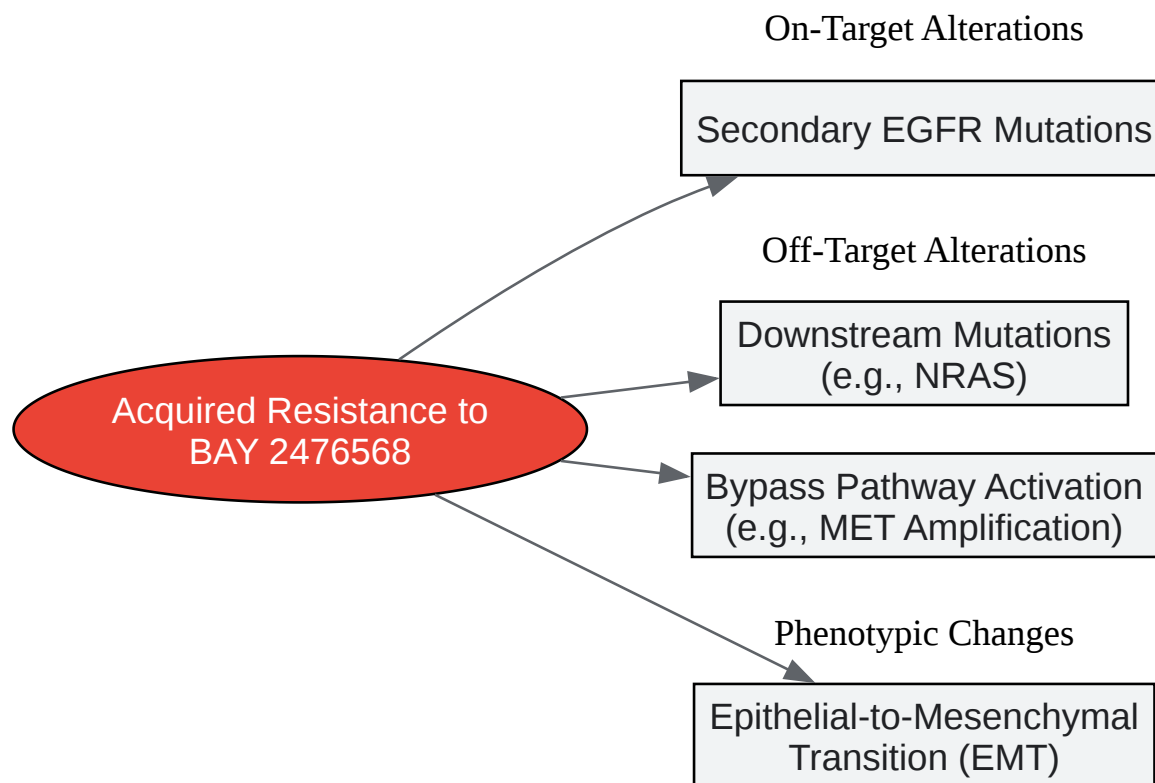 On-Target Alterations
Secondary EGFR Mutations
Off-Target Alterations
Downstream Mutations
(e.g., NRAS)
Acquired Resistance to
BAY 2476568
Bypass Pathway Activation
(e.g., MET Amplification)
Phenotypic Changes
Epithelial-to-Mesenchymal
Transition (EMT)